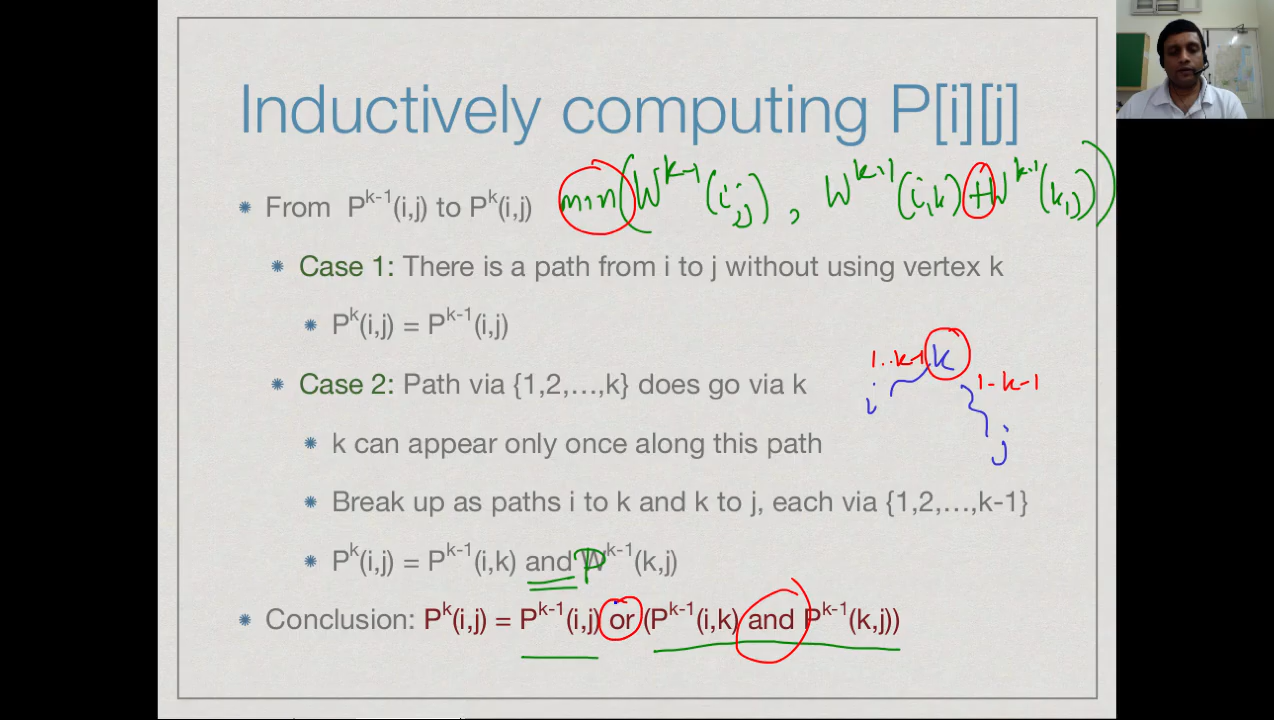 Inductively computing P[i][j]
From P^k-1(i,j) to P^k(i,j) min(W^k-1(i,j), W^k-1(i,k) + W^k-1(k,j))
Case 1: There is a path from i to j without using vertex k
P^k(i,j) = P^k-1(i,j)
1..k-1 k
1-k-1
Case 2: Path via {1,2,…,k} does go via k
i
k can appear only once along this path
j
Break up as paths i to k and k to j, each via {1,2,…,k-1}
P^k(i,j) = P^k-1(i,k) and P^k-1(k,j)
Conclusion: P^k(i,j) = P^k-1(i,j) or (P^k-1(i,k) and P^k-1(k,j))